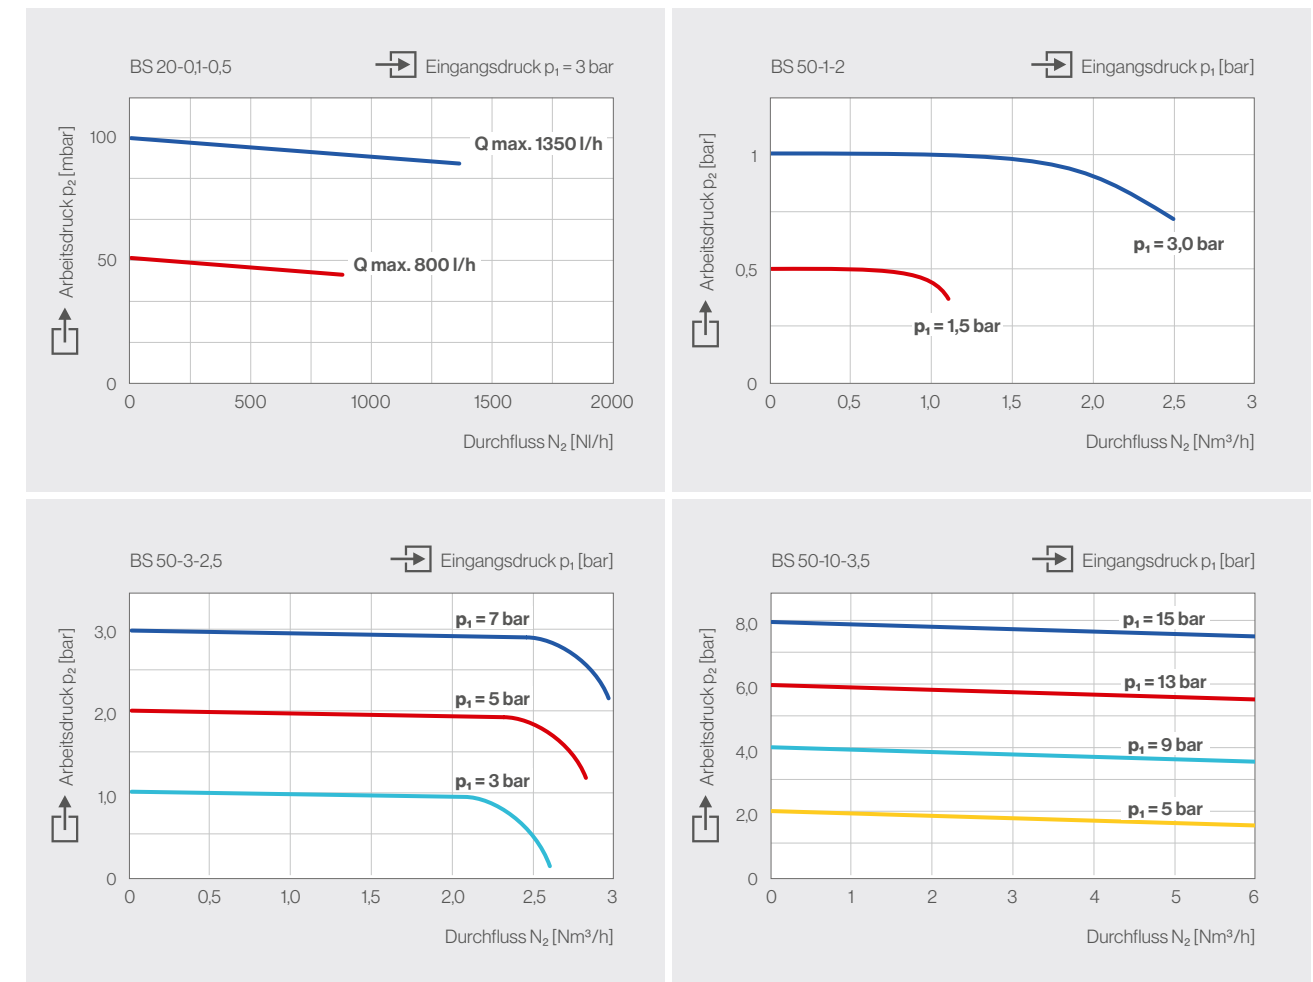 BS 20-0,1-0,5
Eingangsdruck p₁ = 3 bar
Arbeitsdruck p₂ [mbar]
100
50
0
Q max. 1350 l/h
Q max. 800 l/h
0 500 1000 1500 2000
Durchfluss N₂ [Nl/h]
BS 50-1-2
Eingangsdruck p₁ [bar]
Arbeitsdruck p₂ [bar]
1
0,5
0
p₁ = 3,0 bar
p₁ = 1,5 bar
0 0,5 1,0 1,5 2,0 2,5 3
Durchfluss N₂ [Nm³/h]
BS 50-3-2,5
Eingangsdruck p₁ [bar]
Arbeitsdruck p₂ [bar]
3,0
2,0
1,0
0
p₁ = 7 bar
p₁ = 5 bar
p₁ = 3 bar
0 0,5 1,0 1,5 2,0 2,5 3
Durchfluss N₂ [Nm³/h]
BS 50-10-3,5
Eingangsdruck p₁ [bar]
Arbeitsdruck p₂ [bar]
8,0
6,0
4,0
2,0
0
p₁ = 15 bar
p₁ = 13 bar
p₁ = 9 bar
p₁ = 5 bar
0 1 2 3 4 5 6
Durchfluss N₂ [Nm³/h]